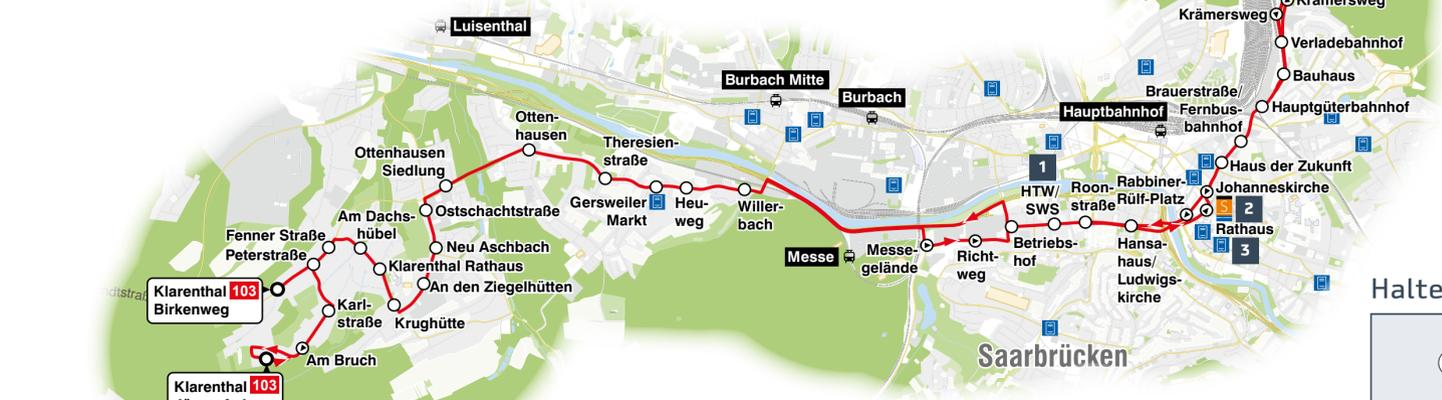 Krämersweg
Krämersweg
Luisenthal
Verladebahnhof
Burbach Mitte
Bauhaus
Burbach
Brauerstraße/
Fernbus-
bahnhof
Hauptbahnhof
Hauptgüterbahnhof
Otten-
hausen
Theresien-
straße
Ottenhausen
Siedlung
1
HTW/
SWS
Roon-
straße
Rabbiner-
Rülf-Platz
Haus der Zukunft
Johanneskirche
S
2
Rathaus
3
Gersweiler
Markt
Heu-
weg
Willer-
bach
Am Dachs-
hübel
Ostschachtstraße
Fenner Straße
Peterstraße
Neu Aschbach
Klarenthal Rathaus
An den Ziegelhütten
Messe
Messe-
gelände
Richt-
weg
Betriebs-
hof
Hansa-
haus/
Ludwigs-
kirche
Klarenthal 103
Birkenweg
Karl-
straße
Krughütte
Am Bruch
Saarbrücken
Halte
Klarenthal 103